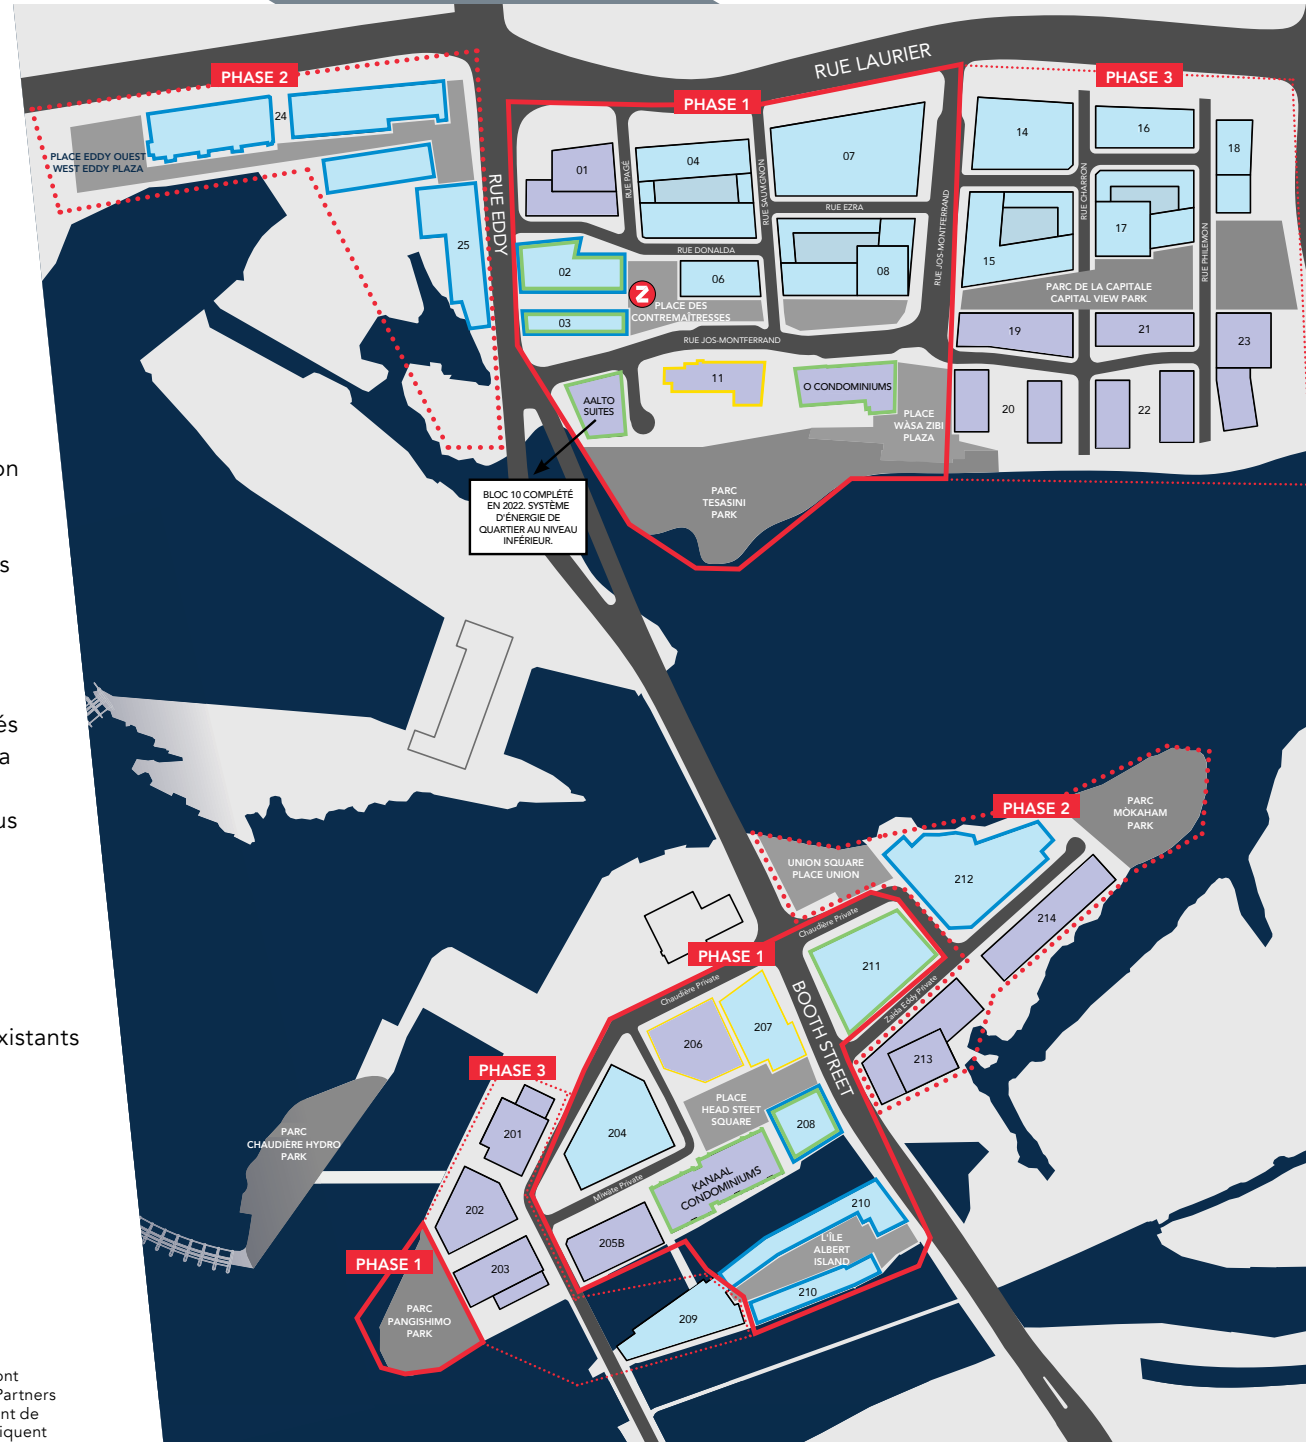 RUE LAURIER
PHASE 2
PHASE 1
PHASE 3
24
PLACE EDDY OUEST
WEST EDDY PLAZA
25
RUE EDDY
01
RUE PAGÉ
04
RUE SAUVIGNON
07
RUE EZRA
RUE DONALDA
02
06
08
RUE JOS-MONTFERRAND
Z
PLACE DES
CONTREMAÎTRESSES
03
RUE JOS-MONTFERRAND
14
16
18
RUE CHARRON
17
15
RUE PHILEMON
PARC DE LA CAPITALE
CAPITAL VIEW PARK
19
21
23
20
22
11
O CONDOMINIUMS
AALTO
SUITES
PLACE
WÀSA ZIBI
PLAZA
PARC
TESASINI
PARK
BLOC 10 COMPLÉTÉ
EN 2022. SYSTÈME
D'ÉNERGIE DE
QUARTIER AU NIVEAU
INFÉRIEUR.
on
s
és
a
us
xistants
PHASE 2
PARC
MÒKAHAM
PARK
UNION SQUARE
PLACE UNION
212
214
Chaudière Private
PHASE 1
211
Chaudière Private
BOOTH STREET
Zaida Eddy Private
206
207
213
PHASE 3
PLACE
HEAD STEET
SQUARE
208
201
204
PARC
CHAUDIÈRE HYDRO
PARK
KANAAL
CONDOMINIUMS
Miwàte Private
202
205B
210
L'ÎLE
ALBERT
ISLAND
PHASE 1
203
210
209
PARC
PANGISHIMO
PARK
ont
Partners
nt de
iquent